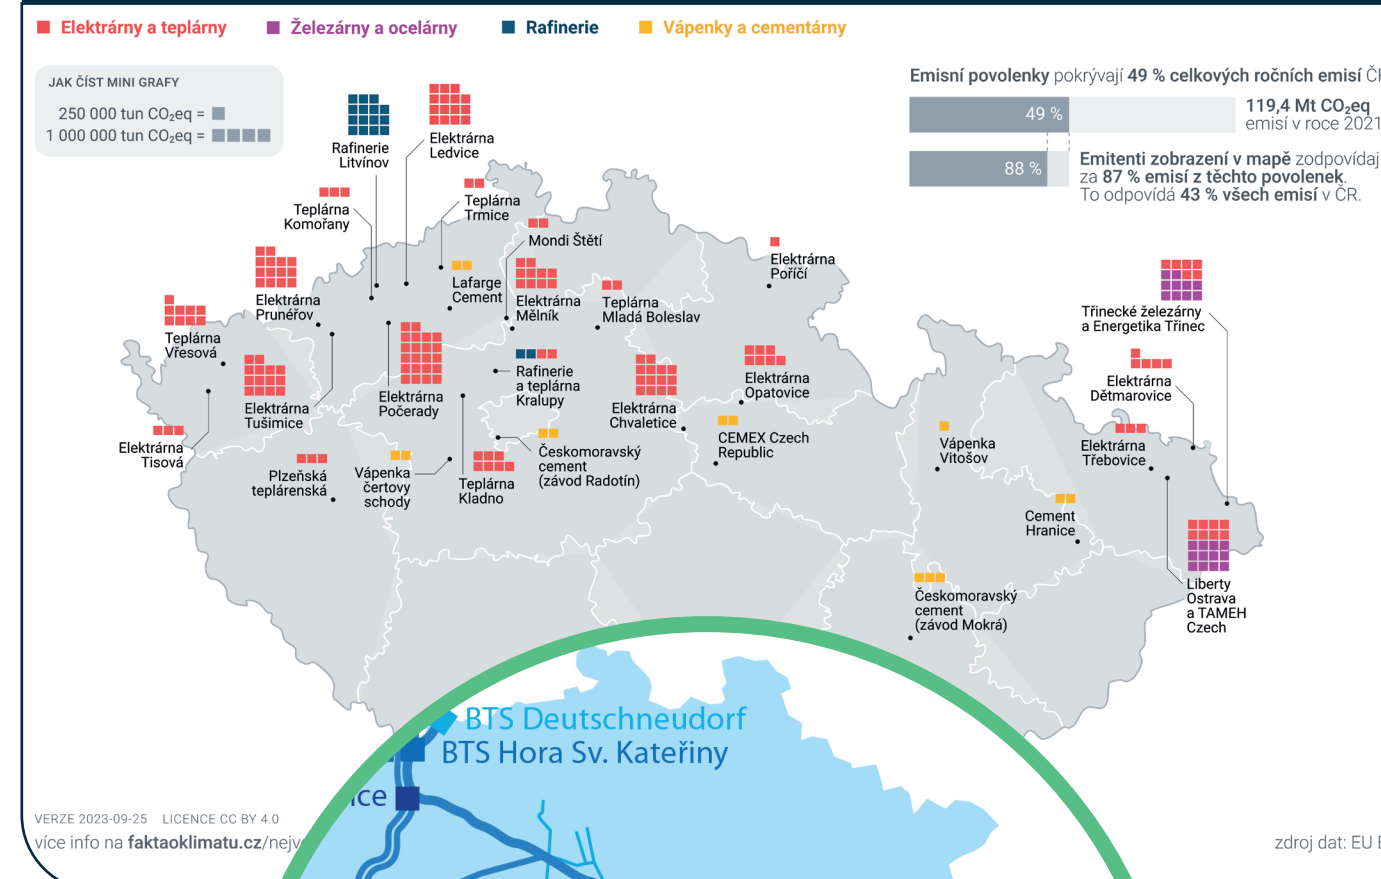 Elektrárny a teplárny
Železárny a ocelárny
Rafinerie
Vápenky a cementárny
JAK ČÍST MINI GRAFY
250 000 tun CO₂eq =
1 000 000 tun CO₂eq =
Emisní povolenky pokrývají 49 % celkových ročních emisí
49 %
119,4 Mt CO₂eq
emisí v roce 2021
88 %
Emitenti zobrazení v mapě
za 87 % emisí z těchto povolenek.
To odpovídá 43 % všech emisí v ČR.
Rafinerie
Litvínov
Elektrárna
Ledvice
Teplárna
Komořany
Teplárna
Trmice
Mondi Štětí
Elektrárna
Poříčí
Elektrárna
Prunéřov
Lafarge
Cement
Elektrárna
Mělník
Teplárna
Mladá Boleslav
Třinecké železárny
a Energetika Třinec
Teplárna
Vřesová
Elektrárna
Tušimice
Elektrárna
Počerady
Rafinerie
a teplárna
Kralupy
Elektrárna
Chvaletice
Elektrárna
Opatovice
Elektrárna
Dětmarovice
Elektrárna
Tisová
Plzeňská
teplárenská
Vápenka
čertovy
schody
Teplárna
Kladno
Českomoravský
cement
(závod Radotín)
CEMEX Czech
Republic
Vápenka
Vitošov
Elektrárna
Třebovice
Cement
Hranice
Českomoravský
cement
(závod Mokrá)
Liberty
Ostrava
a TAMEH
Czech
BTS Deutschneudorf
BTS Hora Sv. Kateřiny
ice
VERZE 2023-09-25 LICENCE CC BY 4.0
více info na faktaoklimatu.cz/nejv
zdroj dat: EU